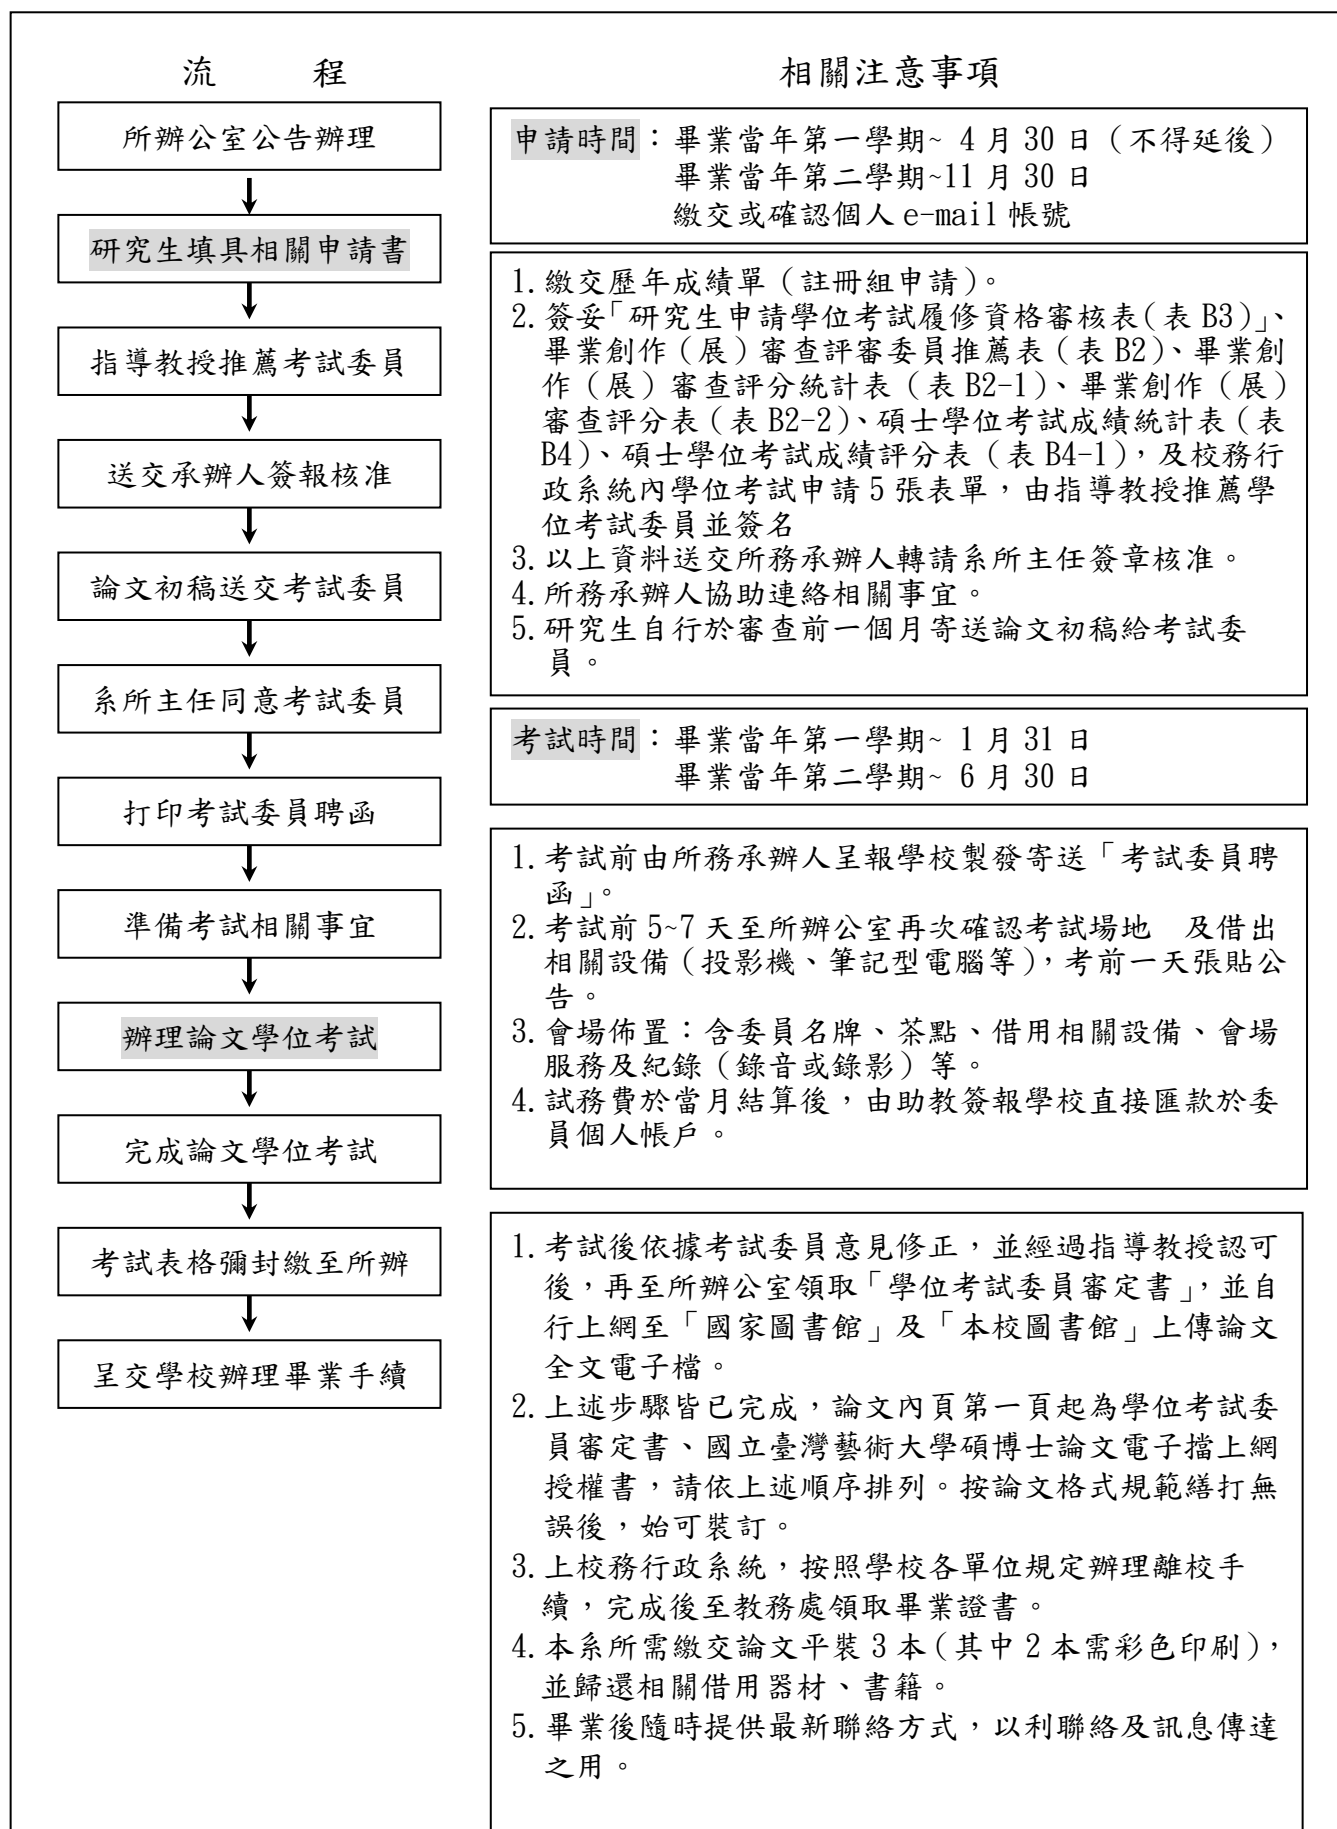 流　　程
所辦公室公告辦理
研究生填具相關申請書
指導教授推薦考試委員
送交承辦人簽報核准
論文初稿送交考試委員
系所主任同意考試委員
打印考試委員聘函
準備考試相關事宜
辦理論文學位考試
完成論文學位考試
考試表格彌封繳至所辦
呈交學校辦理畢業手續
相關注意事項
申請時間：畢業當年第一學期~ 4 月 30 日（不得延後）
畢業當年第二學期~11 月 30 日
繳交或確認個人 e-mail 帳號
1.繳交歷年成績單（註冊組申請）。
2.簽妥「研究生申請學位考試履修資格審核表(表 B3)」、
畢業創作（展）審查評審委員推薦表（表 B2）、畢業創
作（展）審查評分統計表（表 B2-1）、畢業創作（展）
審查評分表（表 B2-2）、碩士學位考試成績統計表（表
B4）、碩士學位考試成績評分表（表 B4-1），及校務行
政系統內學位考試申請 5 張表單，由指導教授推薦學
位考試委員並簽名
3.以上資料送交所務承辦人轉請系所主任簽章核准。
4.所務承辦人協助連絡相關事宜。
5.研究生自行於審查前一個月寄送論文初稿給考試委
員。
考試時間：畢業當年第一學期~ 1 月 31 日
畢業當年第二學期~ 6 月 30 日
1.考試前由所務承辦人呈報學校製發寄送「考試委員聘
函」。
2.考試前 5~7 天至所辦公室再次確認考試場地　及借出
相關設備（投影機、筆記型電腦等），考前一天張貼公
告。
3.會場佈置：含委員名牌、茶點、借用相關設備、會場
服務及紀錄（錄音或錄影）等。
4.試務費於當月結算後，由助教簽報學校直接匯款於委
員個人帳戶。
1.考試後依據考試委員意見修正，並經過指導教授認可
後，再至所辦公室領取「學位考試委員審定書」，並自
行上網至「國家圖書館」及「本校圖書館」上傳論文
全文電子檔。
2.上述步驟皆已完成，論文內頁第一頁起為學位考試委
員審定書、國立臺灣藝術大學碩博士論文電子擋上網
授權書，請依上述順序排列。按論文格式規範繕打無
誤後，始可裝訂。
3.上校務行政系統，按照學校各單位規定辦理離校手
續，完成後至教務處領取畢業證書。
4.本系所需繳交論文平裝 3 本(其中 2 本需彩色印刷)，
並歸還相關借用器材、書籍。
5.畢業後隨時提供最新聯絡方式，以利聯絡及訊息傳達
之用。